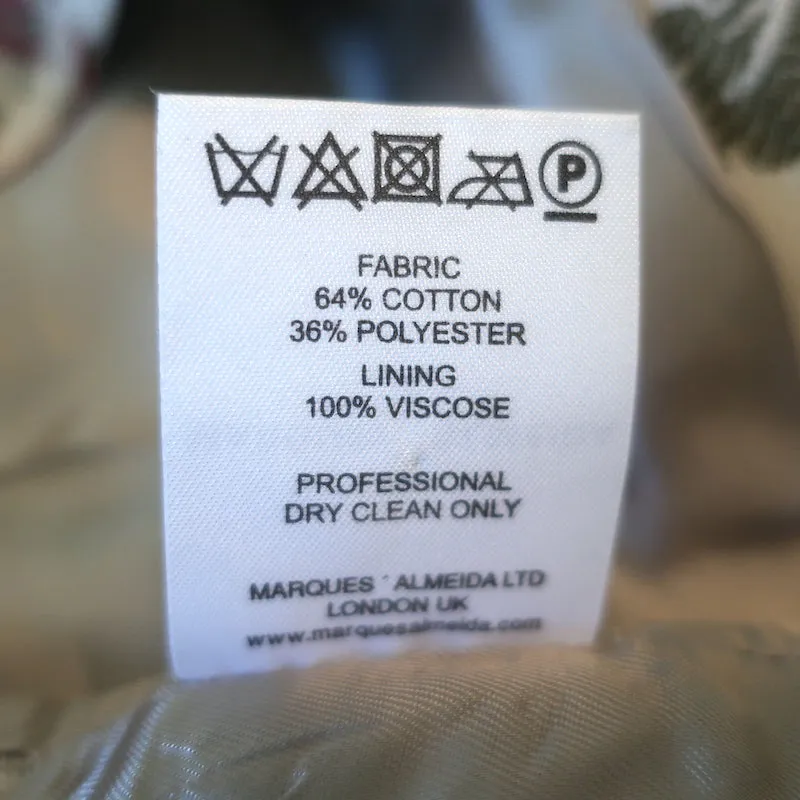 P
FABRIC
64% COTTON
36% POLYESTER
LINING
100% VISCOSE
PROFESSIONAL
DRY CLEAN ONLY
MARQUES ´ ALMEIDA LTD
LONDON UK
www.marquesalmeida.com